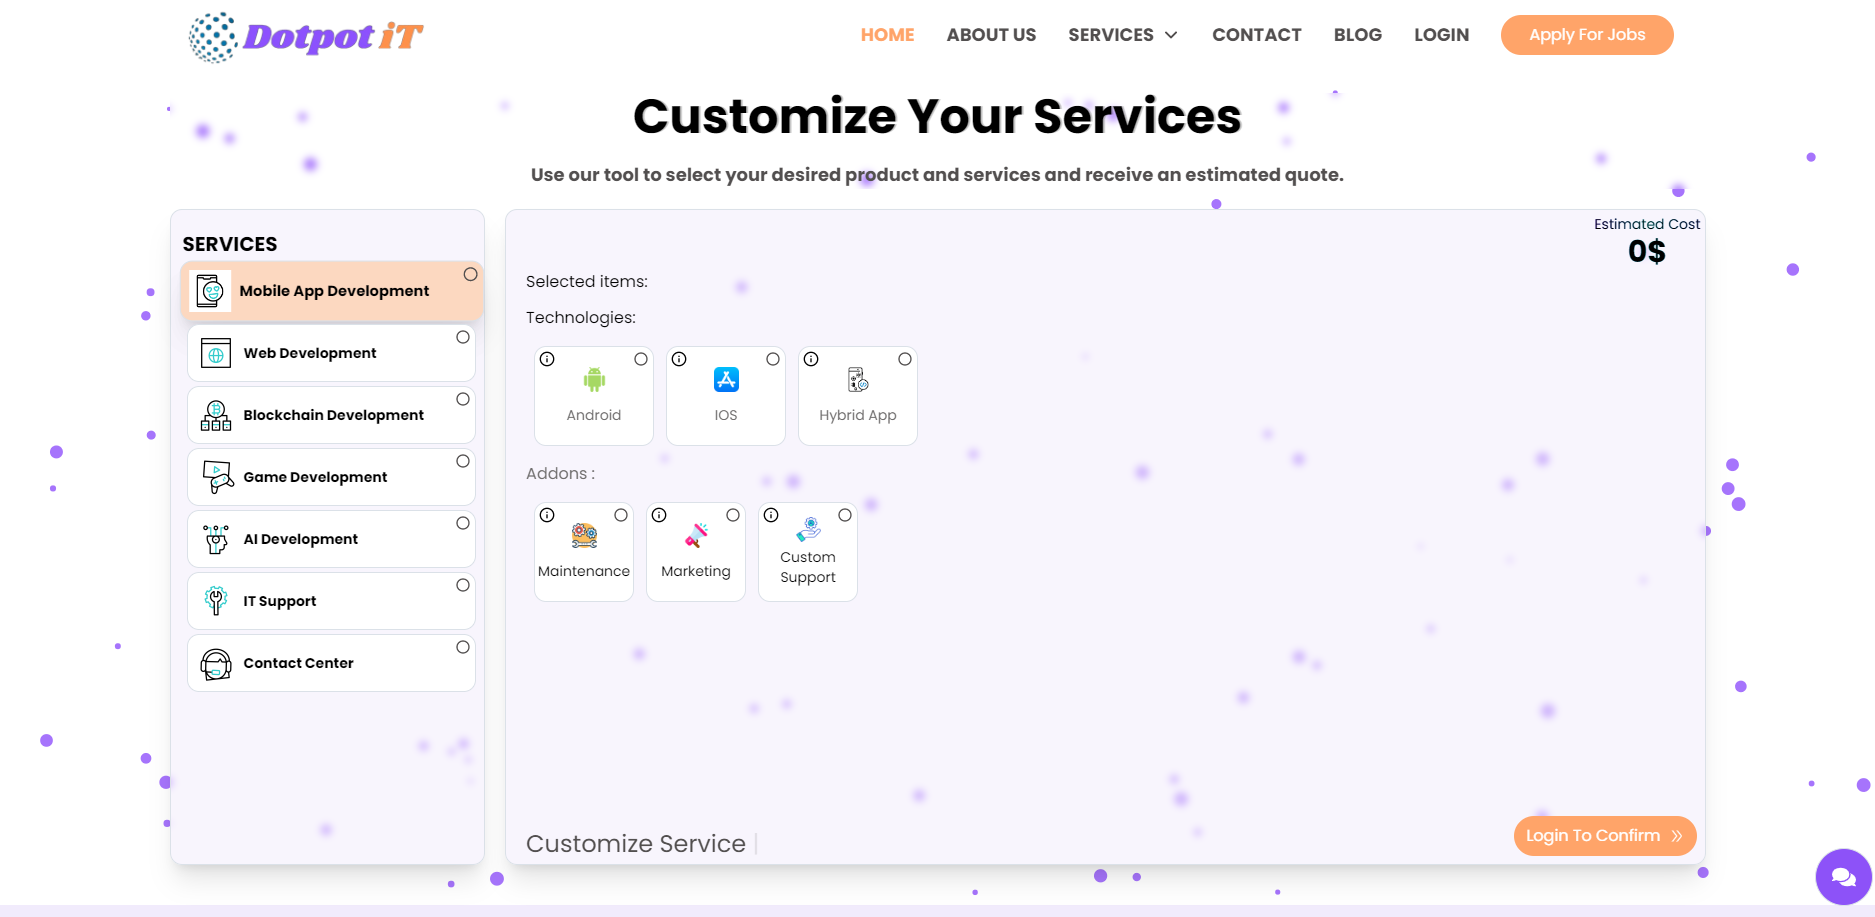 Dotpot iT
HOME ABOUT US SERVICES CONTACT BLOG LOGIN Apply For Jobs
Customize Your Services
Use our tool to select your desired product and services and receive an estimated quote.
SERVICES
Mobile App Development
Web Development
Blockchain Development
Game Development
AI Development
IT Support
Contact Center
Estimated Cost
0$
Selected items:
Technologies:
Android IOS Hybrid App
Addons :
Maintenance Marketing Custom
Support
Customize Service
Login To Confirm